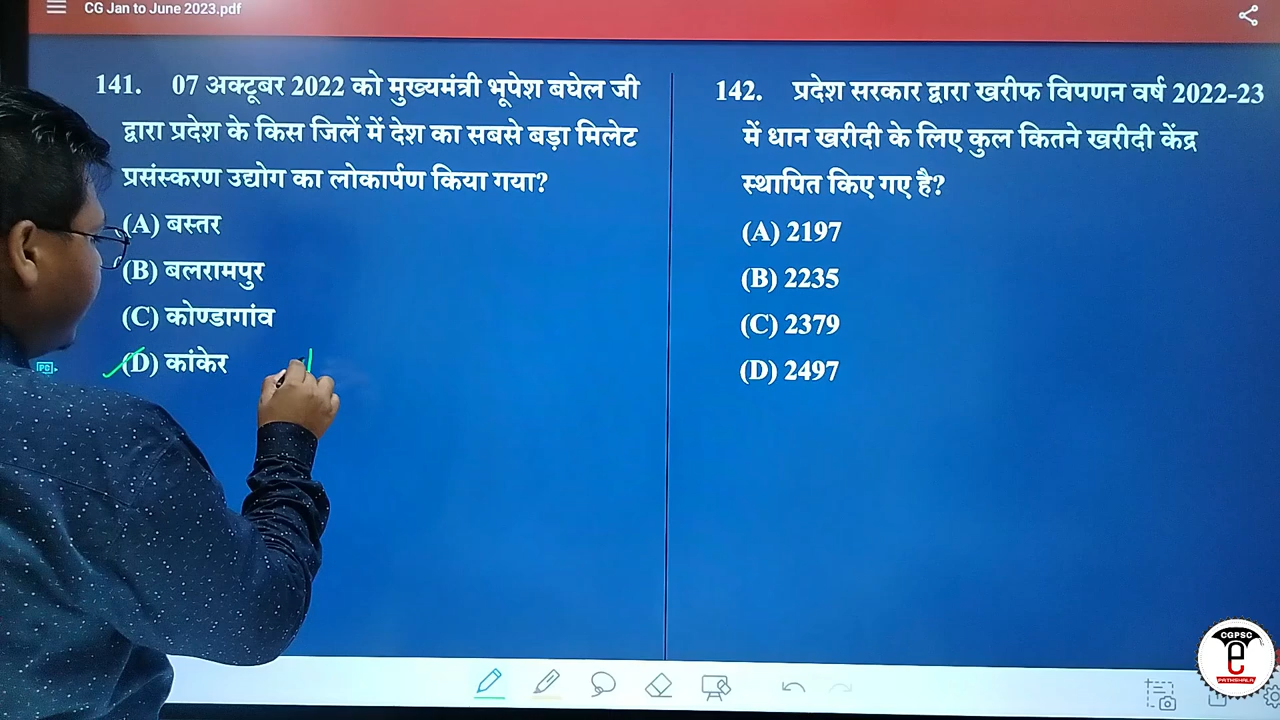 CG Jan to June 2023.pdf
141. 07 अक्टूबर 2022 को मुख्यमंत्री भूपेश बघेल जी
द्वारा प्रदेश के किस जिलें में देश का सबसे बड़ा मिलेट
प्रसंस्करण उद्योग का लोकार्पण किया गया?
(A) बस्तर
(B) बलरामपुर
(C) कोण्डागांव
(D) कांकेर
142. प्रदेश सरकार द्वारा खरीफ विपणन वर्ष 2022-23
में धान खरीदी के लिए कुल कितने खरीदी केंद्र
स्थापित किए गए है?
(A) 2197
(B) 2235
(C) 2379
(D) 2497
PC
CGPSC
e
PATHSHALA